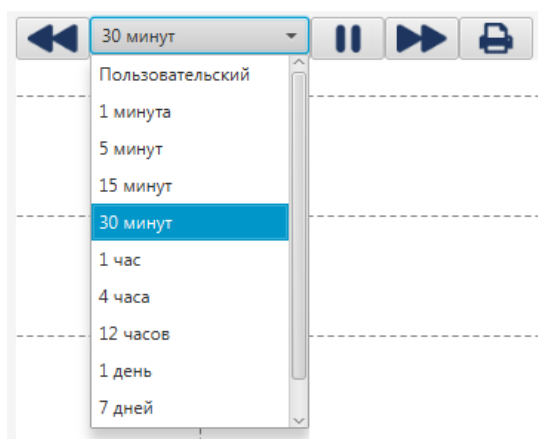 30 минут
Пользовательский
1 минута
5 минут
15 минут
30 минут
1 час
4 часа
12 часов
1 день
7 дней